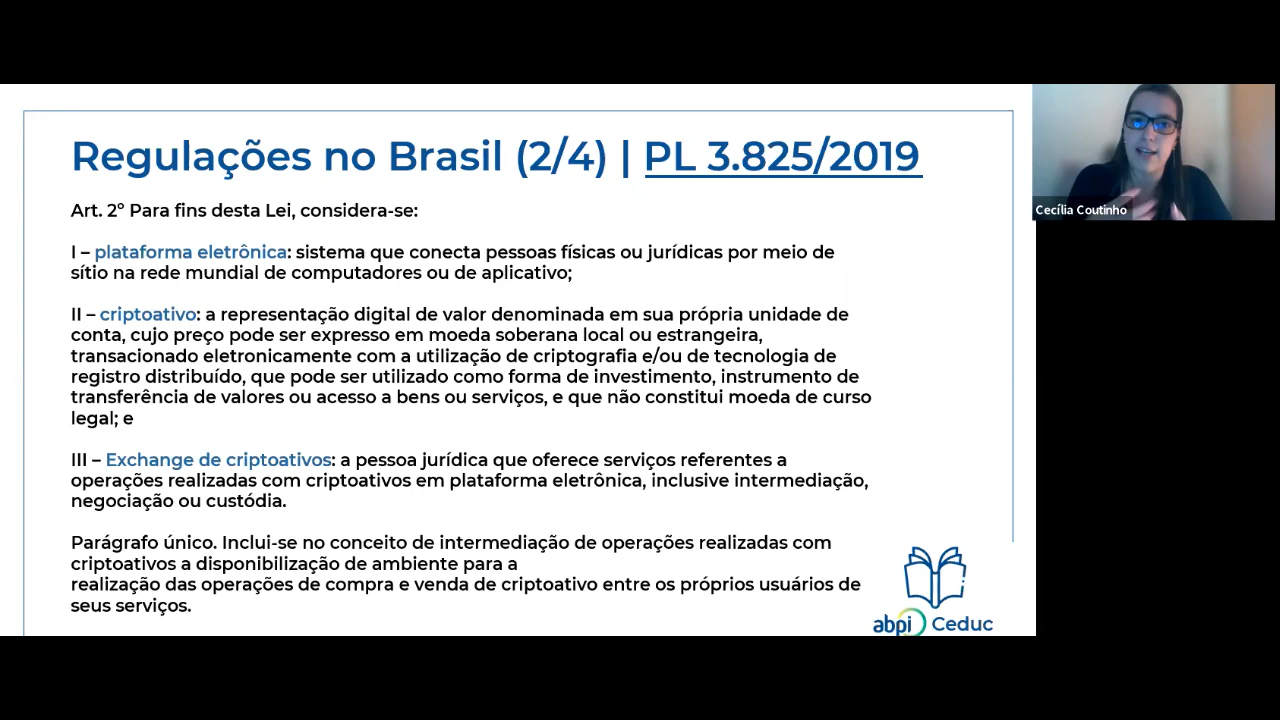 Regulações no Brasil (2/4) | PL 3.825/2019
Art. 2º Para fins desta Lei, considera-se:
I – plataforma eletrônica: sistema que conecta pessoas físicas ou jurídicas por meio de
sítio na rede mundial de computadores ou de aplicativo;
II – criptoativo: a representação digital de valor denominada em sua própria unidade de
conta, cujo preço pode ser expresso em moeda soberana local ou estrangeira,
transacionado eletronicamente com a utilização de criptografia e/ou de tecnologia de
registro distribuído, que pode ser utilizado como forma de investimento, instrumento de
transferência de valores ou acesso a bens ou serviços, e que não constitui moeda de curso
legal; e
III – Exchange de criptoativos: a pessoa jurídica que oferece serviços referentes a
operações realizadas com criptoativos em plataforma eletrônica, inclusive intermediação,
negociação ou custódia.
Parágrafo único. Inclui-se no conceito de intermediação de operações realizadas com
criptoativos a disponibilização de ambiente para a
realização das operações de compra e venda de criptoativo entre os próprios usuários de
seus serviços.
abpi Ceduc
Cecília Coutinho